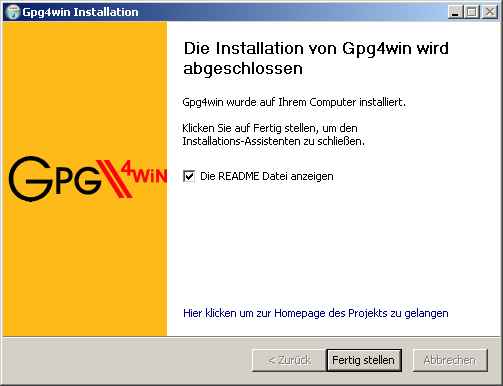 Gpg4win Installation
GPG4WIN
Die Installation von Gpg4win wird
abgeschlossen
Gpg4win wurde auf Ihrem Computer installiert.
Klicken Sie auf Fertig stellen, um den
Installations-Assistenten zu schließen.
Die README Datei anzeigen
Hier klicken um zur Homepage des Projekts zu gelangen
< Zurück
Fertig stellen
Abbrechen